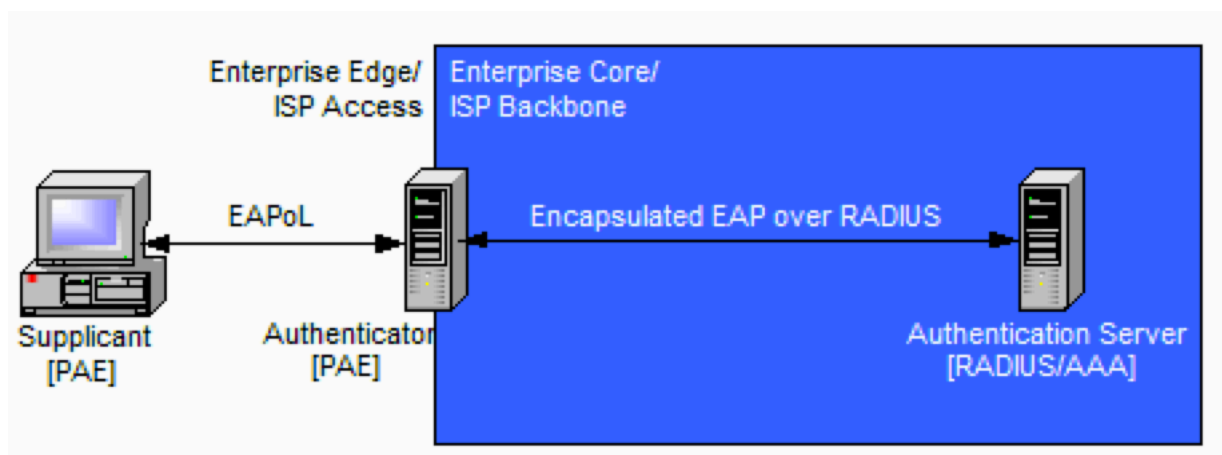 Enterprise Edge/
ISP Access
Enterprise Core/
ISP Backbone
EAPoL
Encapsulated EAP over RADIUS
Supplicant
[PAE]
Authenticator
[PAE]
Authentication Server
[RADIUS/AAA]